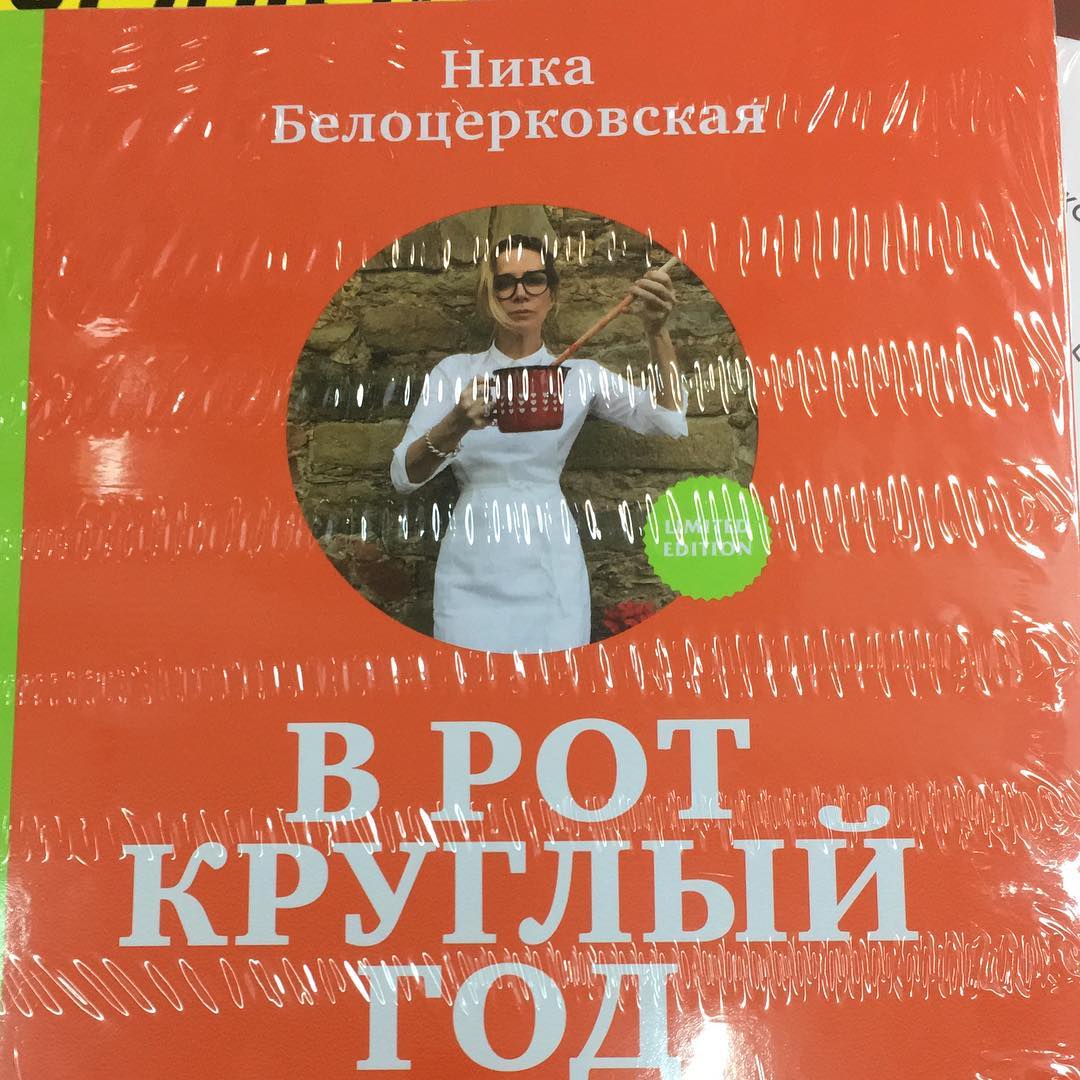 Ника
Белоцерковская
LIMITED
EDITION
В РОТ
КРУГЛЫЙ
ГОД